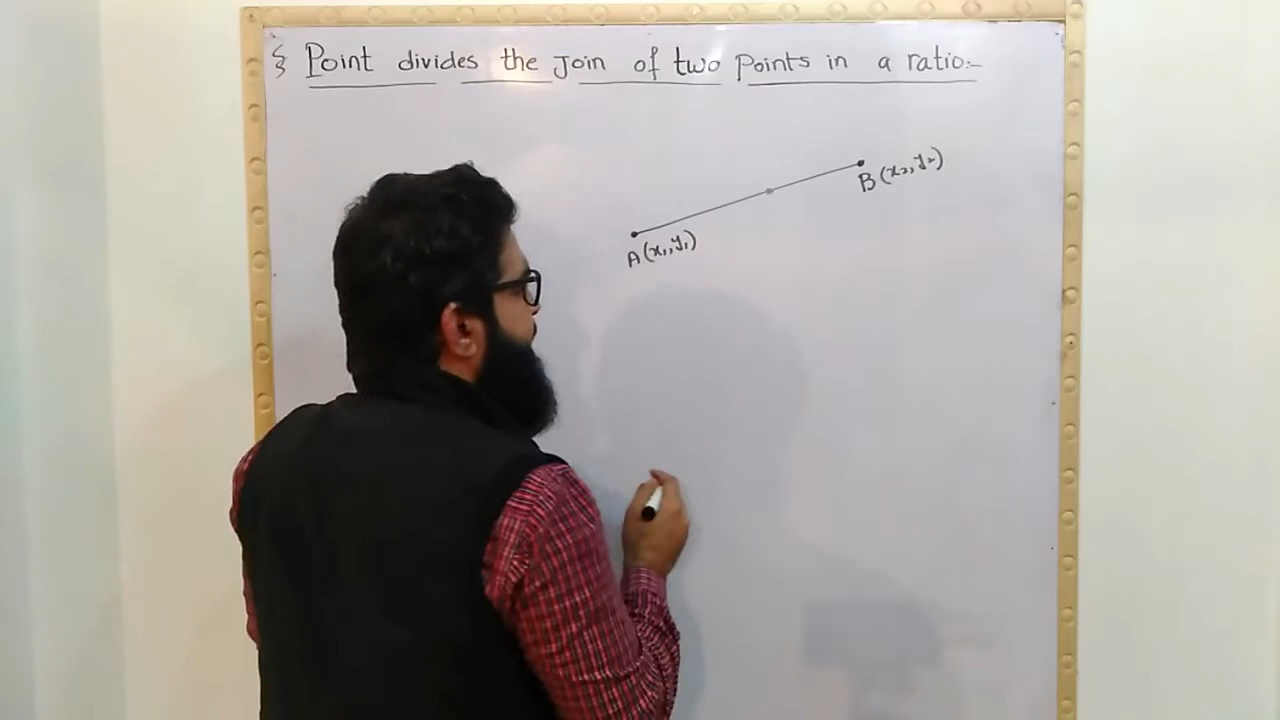 § Point divides the Join of two Points in a ratio:-
B(x₂,y₂)
A(x₁,y₁)